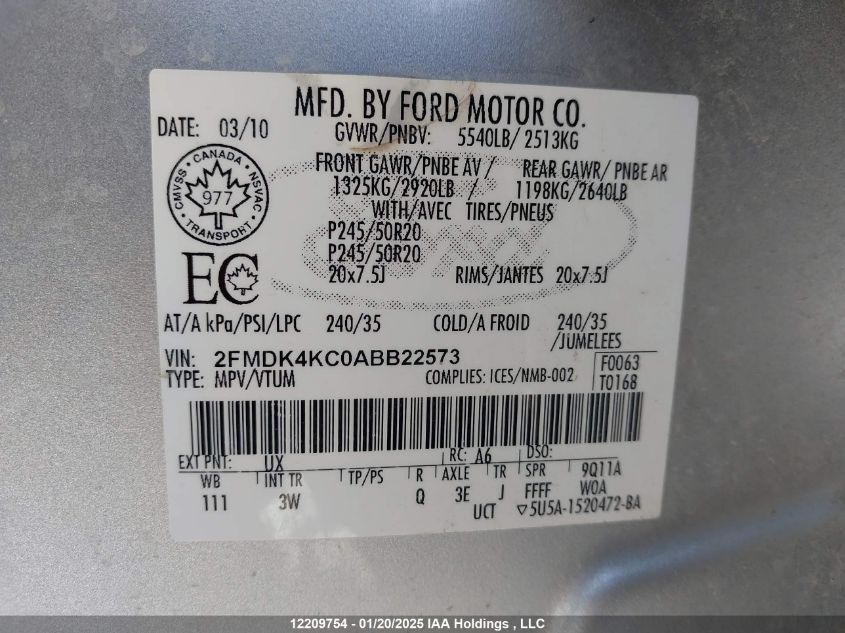 MFD. BY FORD MOTOR CO.
DATE: 03/10 GVWR/PNBV: 5540LB/ 2513KG
FRONT GAWR/PNBE AV / REAR GAWR/ PNBE AR
1325KG/2920LB / 1198KG/2640LB
WITH/AVEC TIRES/PNEUS
P245/50R20
P245/50R20
20x7.5J RIMS/JANTES 20x7.5J
CANADA
CMVSS NSVAC
977
TRANSPORT
EC
AT/A kPa/PSI/LPC 240/35 COLD/A FROID 240/35
/JUMELEES
VIN: 2FMDK4KC0ABB22573 F0063
TYPE: MPV/VTUM COMPLIES: ICES/NMB-002 T0168
EXT PNT: UX RC: A6 DSO:
WB INT TR TP/PS R AXLE TR SPR 9Q11A
111 3W Q 3E J FFFF WOA
UCT ▽5U5A-1520472-BA
12209754 - 01/20/2025 IAA Holdings , LLC